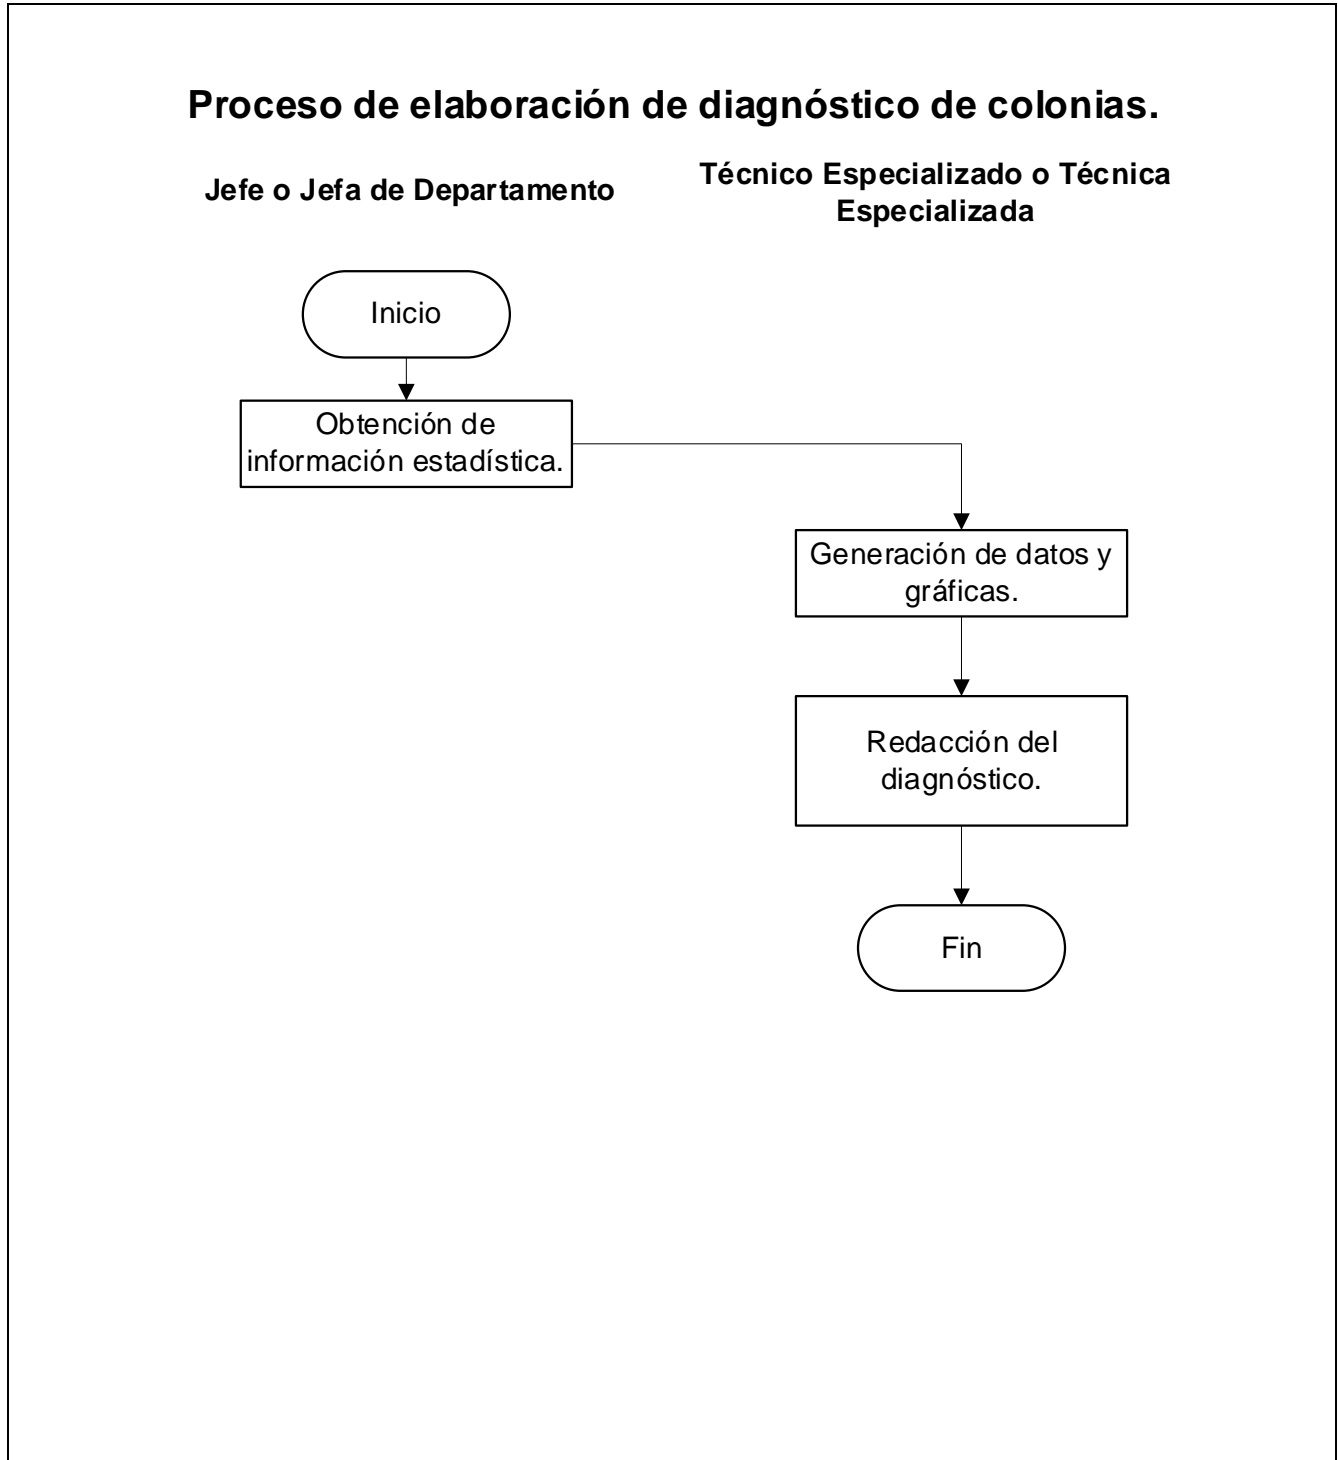 Proceso de elaboración de diagnóstico de colonias.
Jefe o Jefa de Departamento
Técnico Especializado o Técnica
Especializada
Inicio
Obtención de
información estadística.
Generación de datos y
gráficas.
Redacción del
diagnóstico.
Fin